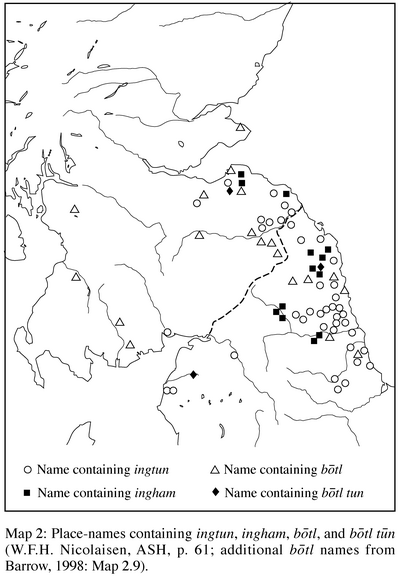 Name containing ingtun
Name containing bōtl
Name containing ingham
Name containing bōtl tun
Map 2: Place-names containing ingtun, ingham, bōtl, and bōtl tūn
(W.F.H. Nicolaisen, ASH, p. 61; additional bōtl names from
Barrow, 1998: Map 2.9).